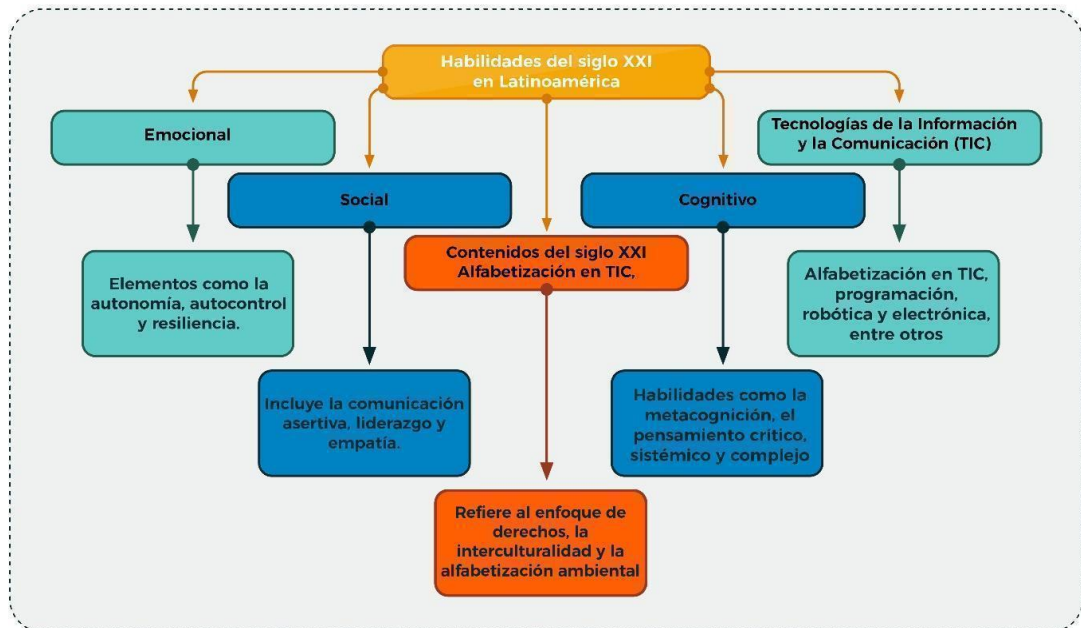 Habilidades del siglo XXI
en Latinoamérica
Emocional
Tecnologías de la Información
y la Comunicación (TIC)
Social
Cognitivo
Contenidos del siglo XXI
Alfabetización en TIC,
Elementos como la
autonomía, autocontrol
y resiliencia.
Alfabetización en TIC,
programación,
robótica y electrónica,
entre otros
Incluye la comunicación
asertiva, liderazgo y
empatía.
Habilidades como la
metacognición, el
pensamiento critico,
sistémico y complejo
Refiere al enfoque de
derechos, la
interculturalidad y la
alfabetización ambiental